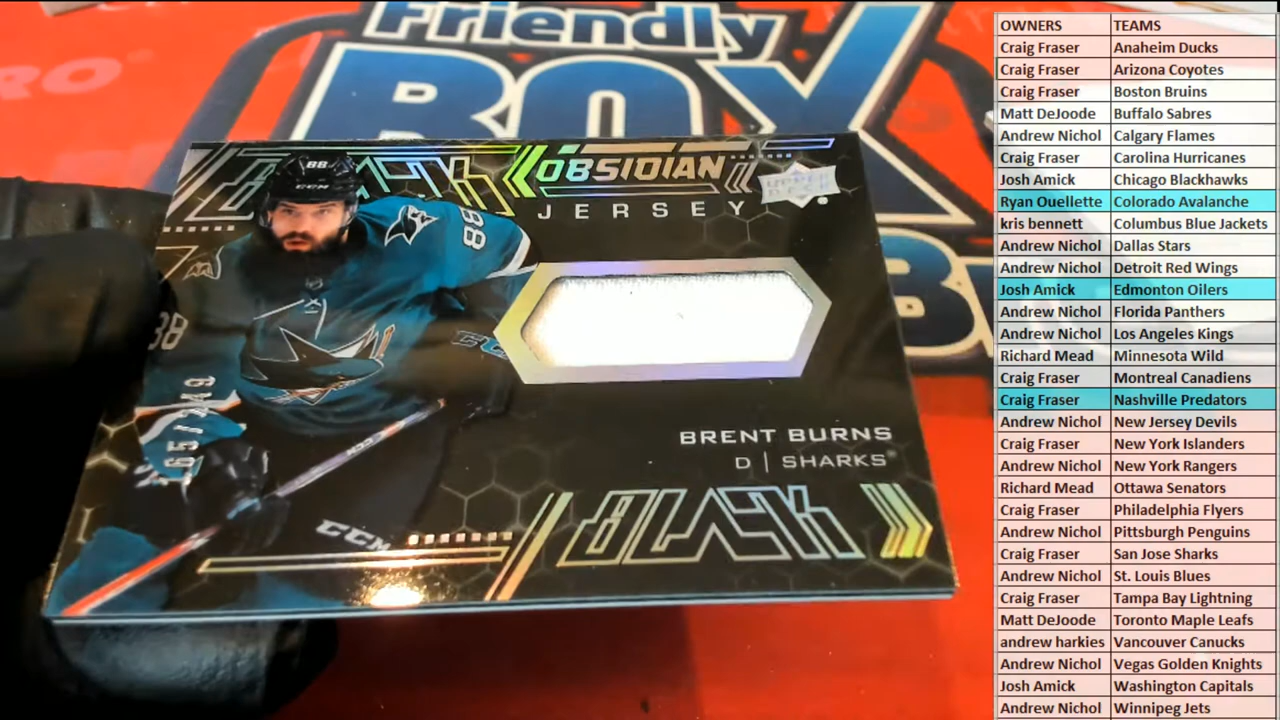 Friendly
BOX
BLACK
OBSIDIAN
JERSEY
UPPER DECK
88
CCM
88
88
BRENT BURNS
D | SHARKS
BLACK
CCM
OWNERS TEAMS
Craig Fraser Anaheim Ducks
Craig Fraser Arizona Coyotes
Craig Fraser Boston Bruins
Matt DeJoode Buffalo Sabres
Andrew Nichol Calgary Flames
Craig Fraser Carolina Hurricanes
Josh Amick Chicago Blackhawks
Ryan Ouellette Colorado Avalanche
kris bennett Columbus Blue Jackets
Andrew Nichol Dallas Stars
Andrew Nichol Detroit Red Wings
Josh Amick Edmonton Oilers
Andrew Nichol Florida Panthers
Andrew Nichol Los Angeles Kings
Richard Mead Minnesota Wild
Craig Fraser Montreal Canadiens
Craig Fraser Nashville Predators
Andrew Nichol New Jersey Devils
Craig Fraser New York Islanders
Andrew Nichol New York Rangers
Richard Mead Ottawa Senators
Craig Fraser Philadelphia Flyers
Andrew Nichol Pittsburgh Penguins
Craig Fraser San Jose Sharks
Andrew Nichol St. Louis Blues
Craig Fraser Tampa Bay Lightning
Matt DeJoode Toronto Maple Leafs
andrew harkies Vancouver Canucks
Andrew Nichol Vegas Golden Knights
Josh Amick Washington Capitals
Andrew Nichol Winnipeg Jets